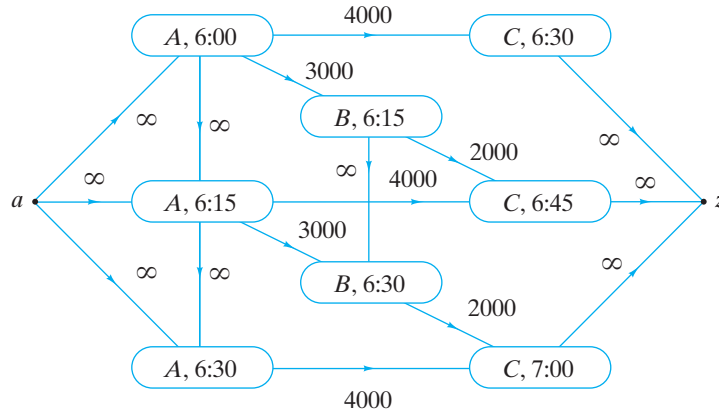 4000
A, 6:00 C, 6:30
3000
∞ ∞ B, 6:15 ∞
2000
∞ ∞ 4000 ∞
a A, 6:15 C, 6:45 z
3000
∞ ∞ B, 6:30 ∞
2000
A, 6:30 C, 7:00
4000